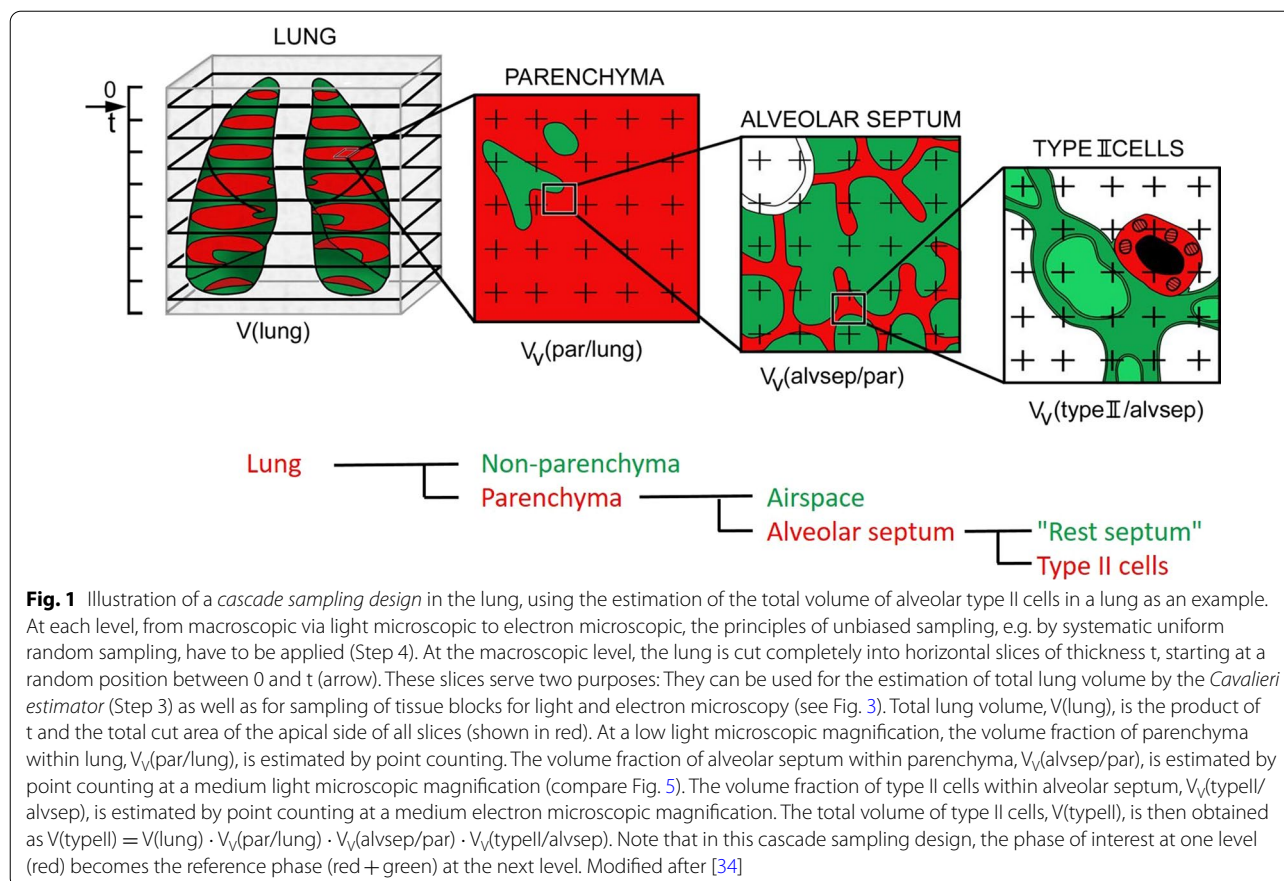 LUNG
PARENCHYMA
ALVEOLAR SEPTUM
TYPE II CELLS
0
t
V(lung)
V_V(par/lung)
V_V(alvsep/par)
V_V(type II/alvsep)
Lung
Non-parenchyma
Parenchyma
Airspace
Alveolar septum
"Rest septum"
Type II cells
Fig. 1 Illustration of a cascade sampling design in the lung, using the estimation of the total volume of alveolar type II cells in a lung as an example.
At each level, from macroscopic via light microscopic to electron microscopic, the principles of unbiased sampling, e.g. by systematic uniform
random sampling, have to be applied (Step 4). At the macroscopic level, the lung is cut completely into horizontal slices of thickness t, starting at a
random position between 0 and t (arrow). These slices serve two purposes: They can be used for the estimation of total lung volume by the Cavalieri
estimator (Step 3) as well as for sampling of tissue blocks for light and electron microscopy (see Fig. 3). Total lung volume, V(lung), is the product of
t and the total cut area of the apical side of all slices (shown in red). At a low light microscopic magnification, the volume fraction of parenchyma
within lung, V_V(par/lung), is estimated by point counting. The volume fraction of alveolar septum within parenchyma, V_V(alvsep/par), is estimated by
point counting at a medium light microscopic magnification (compare Fig. 5). The volume fraction of type II cells within alveolar septum, V_V(typeII/
alvsep), is estimated by point counting at a medium electron microscopic magnification. The total volume of type II cells, V(typeII), is then obtained
as V(typeII) = V(lung) · V_V(par/lung) · V_V(alvsep/par) · V_V(typeII/alvsep). Note that in this cascade sampling design, the phase of interest at one level
(red) becomes the reference phase (red + green) at the next level. Modified after [34]